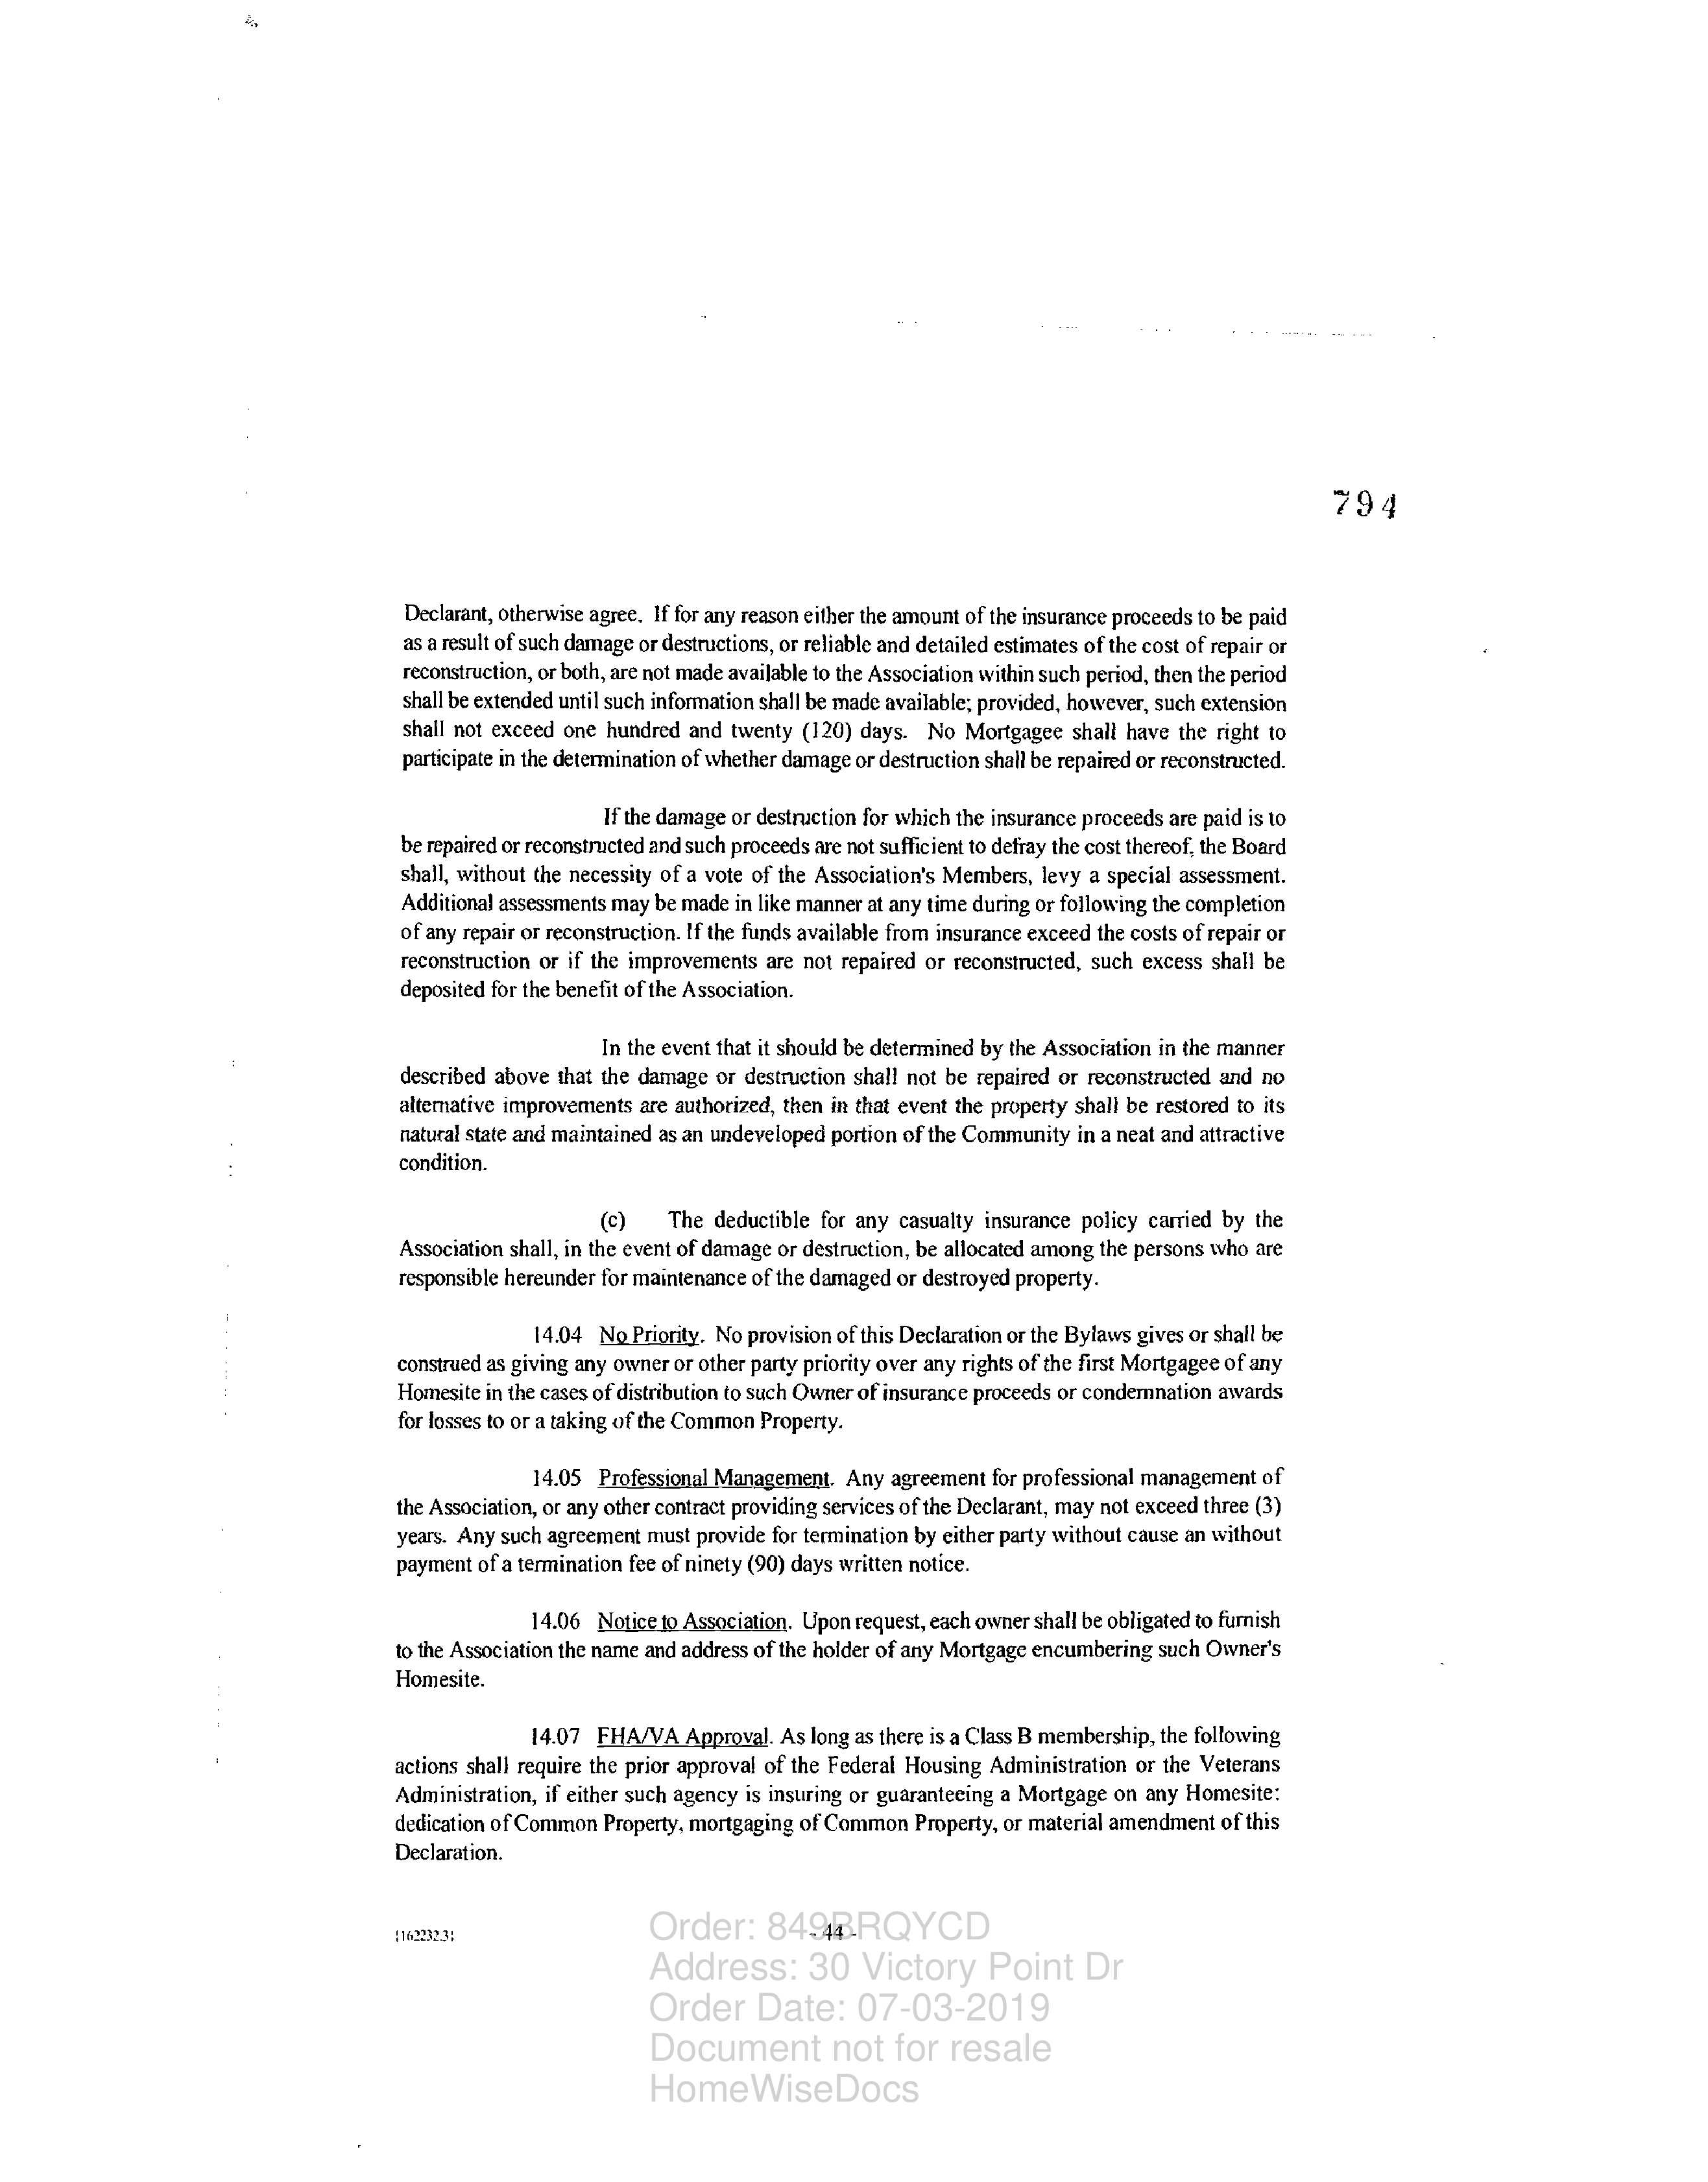 794
Declarant, otherwise agree. If for any reason either the amount of the insurance proceeds to be paid
as a result of such damage or destructions, or reliable and detailed estimates of the cost of repair or
reconstruction, or both, are not made available to the Association within such period, then the period
shall be extended until such information shall be made available; provided, however, such extension
shall not exceed one hundred and twenty (120) days. No Mortgagee shall have the right to
participate in the determination of whether damage or destruction shall be repaired or reconstructed.
If the damage or destruction for which the insurance proceeds are paid is to
be repaired or reconstructed and such proceeds are not sufficient to defray the cost thereof, the Board
shall, without the necessity of a vote of the Association's Members, levy a special assessment.
Additional assessments may be made in like manner at any time during or following the completion
of any repair or reconstruction. If the funds available from insurance exceed the costs of repair or
reconstruction or if the improvements are not repaired or reconstructed, such excess shall be
deposited for the benefit of the Association.
In the event that it should be determined by the Association in the manner
described above that the damage or destruction shall not be repaired or reconstructed and no
alternative improvements are authorized, then in that event the property shall be restored to its
natural state and maintained as an undeveloped portion of the Community in a neat and attractive
condition.
(c) The deductible for any casualty insurance policy carried by the
Association shall, in the event of damage or destruction, be allocated among the persons who are
responsible hereunder for maintenance of the damaged or destroyed property.
14.04 No Priority. No provision of this Declaration or the Bylaws gives or shall be
construed as giving any owner or other party priority over any rights of the first Mortgagee of any
Homesite in the cases of distribution to such Owner of insurance proceeds or condemnation awards
for losses to or a taking of the Common Property.
14.05 Professional Management. Any agreement for professional management of
the Association, or any other contract providing services of the Declarant, may not exceed three (3)
years. Any such agreement must provide for termination by either party without cause an without
payment of a termination fee of ninety (90) days written notice.
14.06 Notice to Association. Upon request, each owner shall be obligated to furnish
to the Association the name and address of the holder of any Mortgage encumbering such Owner's
Homesite.
14.07 FHA/VA Approval. As long as there is a Class B membership, the following
actions shall require the prior approval of the Federal Housing Administration or the Veterans
Administration, if either such agency is insuring or guaranteeing a Mortgage on any Homesite:
dedication of Common Property, mortgaging of Common Property, or material amendment of this
Declaration.
{162232.3}
- 44 -
Order: 849BRQYCD
Address: 30 Victory Point Dr
Order Date: 07-03-2019
Document not for resale
HomeWiseDocs